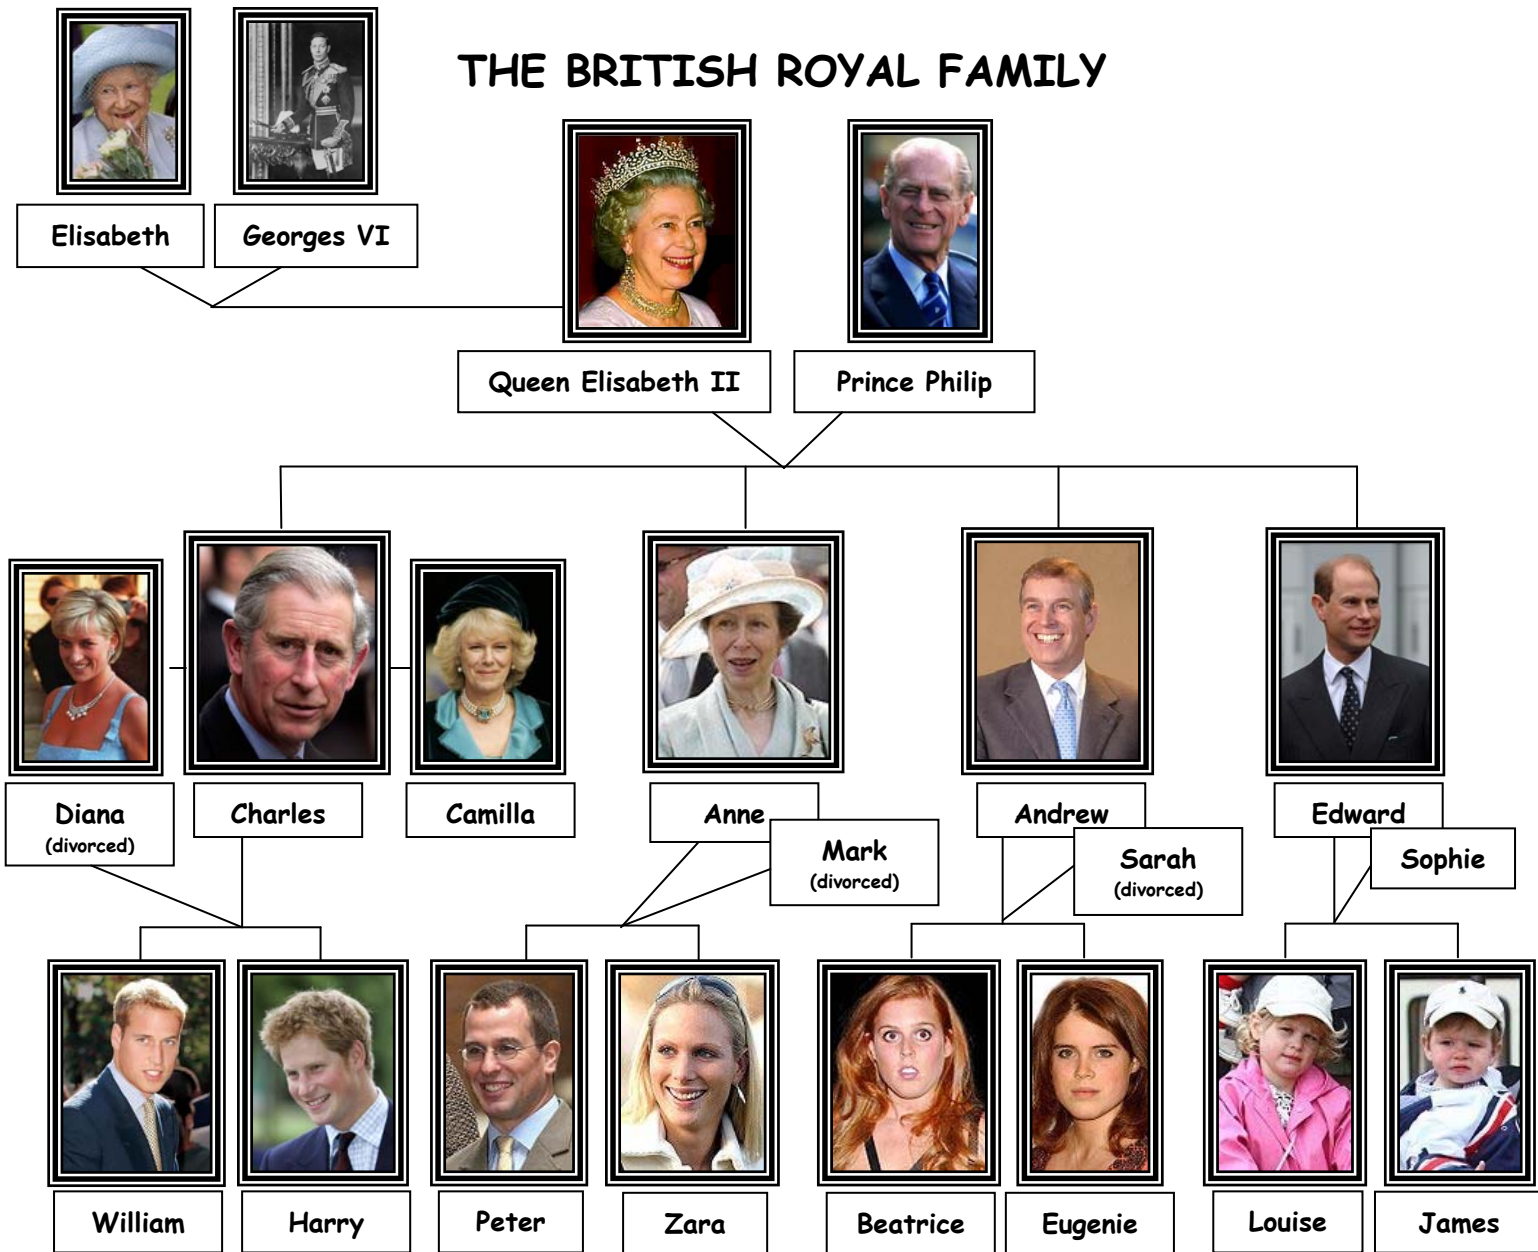 THE BRITISH ROYAL FAMILY
Elisabeth
Georges VI
Queen Elisabeth II
Prince Philip
Diana
(divorced)
Charles
Camilla
Anne
Mark
(divorced)
Andrew
Sarah
(divorced)
Edward
Sophie
William
Harry
Peter
Zara
Beatrice
Eugenie
Louise
James